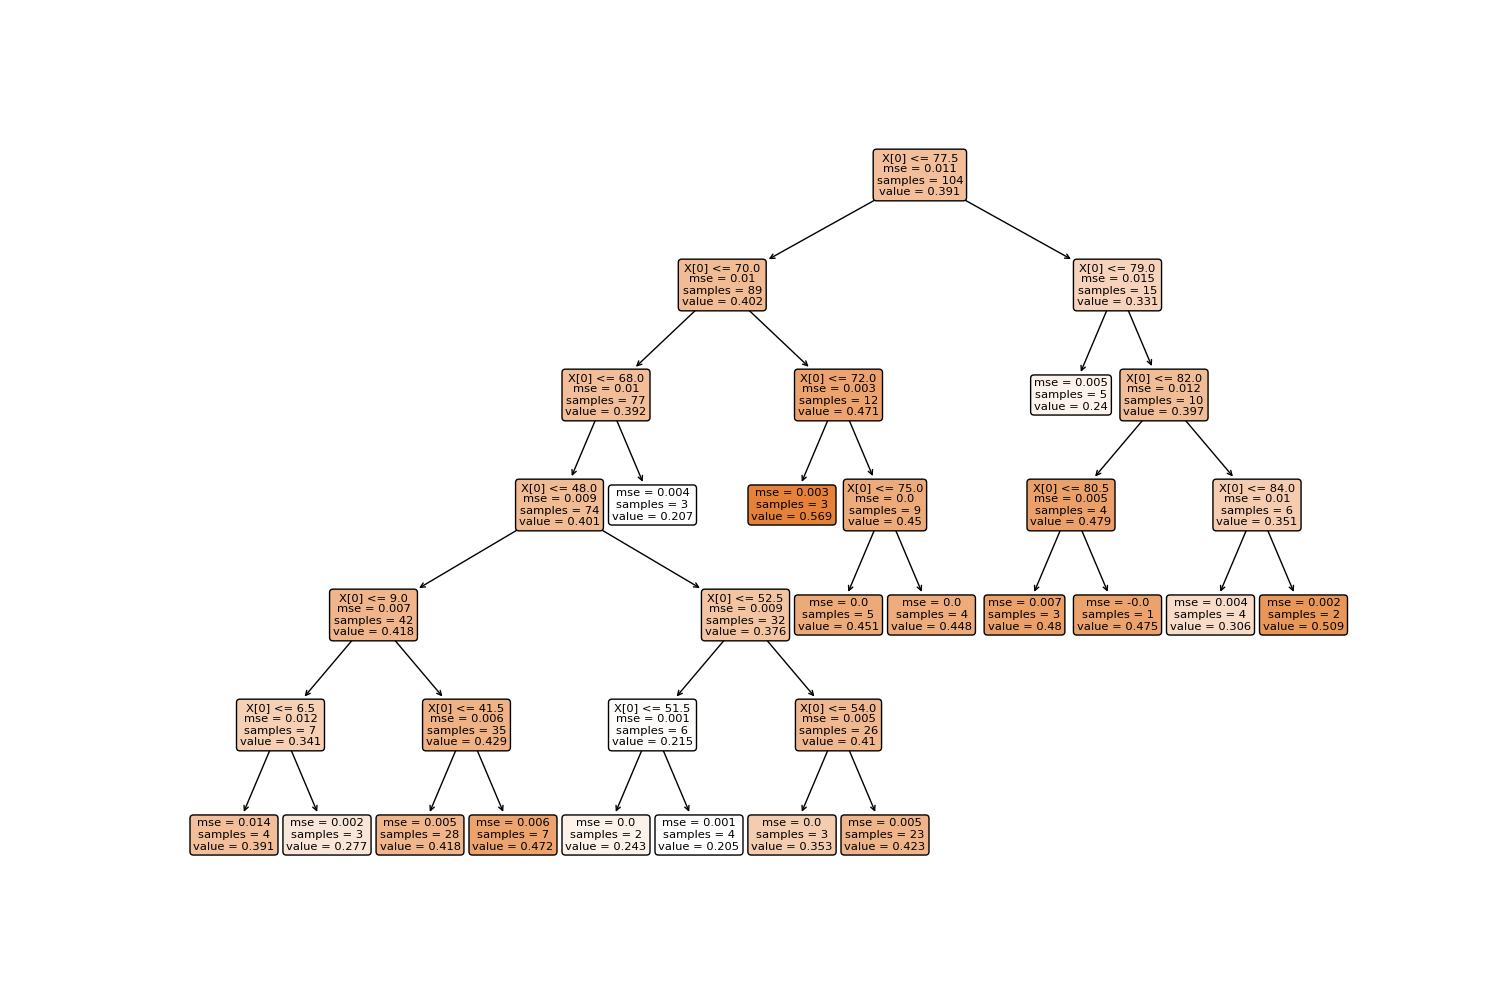 X[0] <= 77.5
mse = 0.011
samples = 104
value = 0.391
X[0] <= 70.0
mse = 0.01
samples = 89
value = 0.402
X[0] <= 79.0
mse = 0.015
samples = 15
value = 0.331
X[0] <= 68.0
mse = 0.01
samples = 77
value = 0.392
X[0] <= 72.0
mse = 0.003
samples = 12
value = 0.471
mse = 0.005
samples = 5
value = 0.24
X[0] <= 82.0
mse = 0.012
samples = 10
value = 0.397
X[0] <= 48.0
mse = 0.009
samples = 74
value = 0.401
mse = 0.004
samples = 3
value = 0.207
mse = 0.003
samples = 3
value = 0.569
X[0] <= 75.0
mse = 0.0
samples = 9
value = 0.45
X[0] <= 80.5
mse = 0.005
samples = 4
value = 0.479
X[0] <= 84.0
mse = 0.01
samples = 6
value = 0.351
X[0] <= 9.0
mse = 0.007
samples = 42
value = 0.418
X[0] <= 52.5
mse = 0.009
samples = 32
value = 0.376
mse = 0.0
samples = 5
value = 0.451
mse = 0.0
samples = 4
value = 0.448
mse = 0.007
samples = 3
value = 0.48
mse = -0.0
samples = 1
value = 0.475
mse = 0.004
samples = 4
value = 0.306
mse = 0.002
samples = 2
value = 0.509
X[0] <= 6.5
mse = 0.012
samples = 7
value = 0.341
X[0] <= 41.5
mse = 0.006
samples = 35
value = 0.429
X[0] <= 51.5
mse = 0.001
samples = 6
value = 0.215
X[0] <= 54.0
mse = 0.005
samples = 26
value = 0.41
mse = 0.014
samples = 4
value = 0.391
mse = 0.002
samples = 3
value = 0.277
mse = 0.005
samples = 28
value = 0.418
mse = 0.006
samples = 7
value = 0.472
mse = 0.0
samples = 2
value = 0.243
mse = 0.001
samples = 4
value = 0.205
mse = 0.0
samples = 3
value = 0.353
mse = 0.005
samples = 23
value = 0.423